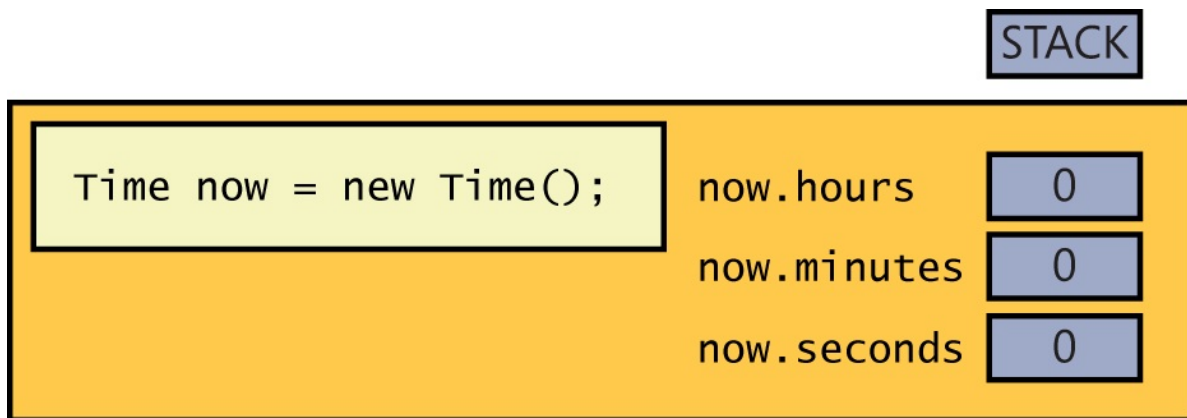 STACK
Time now = new Time();
now.hours 0
now.minutes 0
now.seconds 0